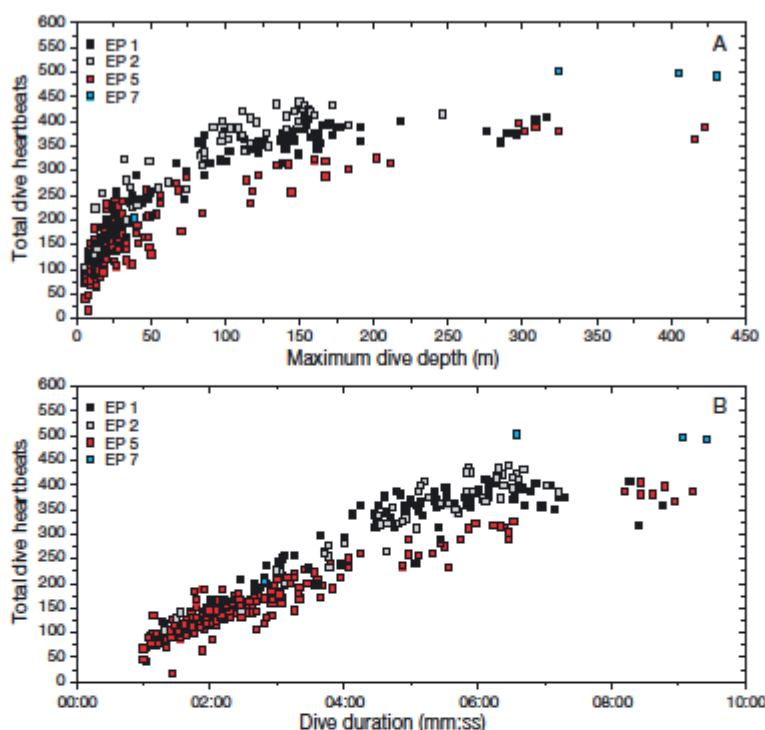 600
550
500
450
400
350
300
250
200
150
100
50
0
Total dive heartbeats
EP 1
EP 2
EP 5
EP 7
A
0 50 100 150 200 250 300 350 400 450
Maximum dive depth (m)
600
550
500
450
400
350
300
250
200
150
100
50
0
Total dive heartbeats
EP 1
EP 2
EP 5
EP 7
B
00:00 02:00 04:00 06:00 08:00 10:00
Dive duration (mm:ss)